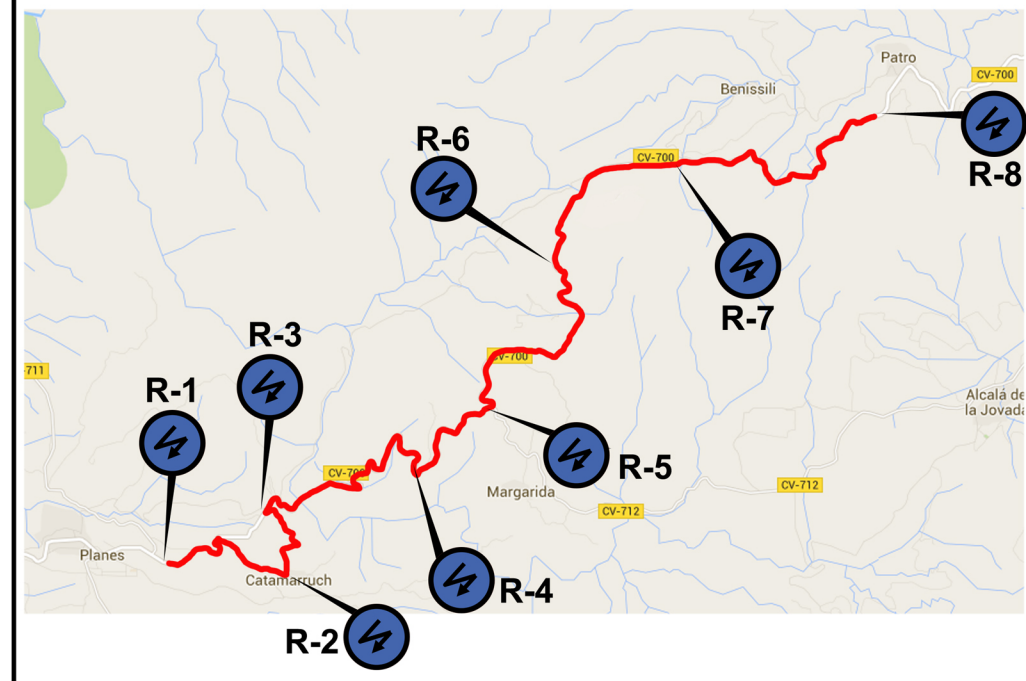 Patro
CV-700
Benissili
R-6
CV-700
R-8
R-7
R-3
CV-700
-711
R-1
Alcalá de
la Jovada
R-5
CV-700
Margarida
CV-712
CV-712
Planes
Catamarruch
R-4
R-2